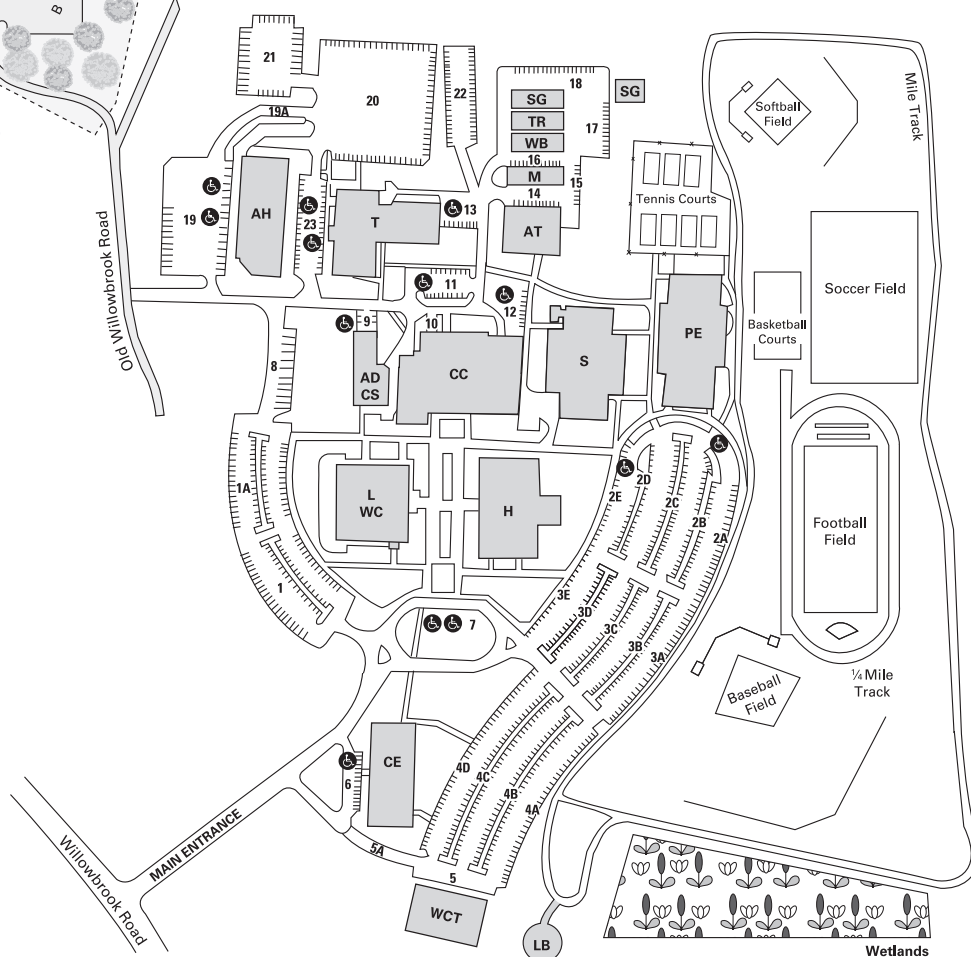 B
21
20
22
18
SG
SG
TR
WB
17
16
M
15
14
19A
Softball
Field
Mile Track
Tennis Courts
19
AH
23
T
13
AT
Old Willowbrook Road
11
12
Soccer Field
Basketball
Courts
PE
9
10
8
AD
CS
CC
S
1A
L
WC
H
2E
2D
2C
2B
2A
Football
Field
1
3E
3D
3C
3B
3A
7
¼ Mile
Track
Baseball
Field
CE
6
4D
4C
4B
4A
MAIN ENTRANCE
5A
5
Willowbrook Road
WCT
LB
Wetlands